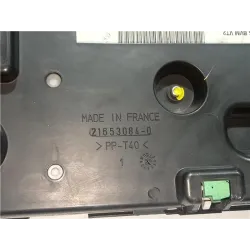 MADE IN FRANCE
21653084-0
>PP-T40<
1